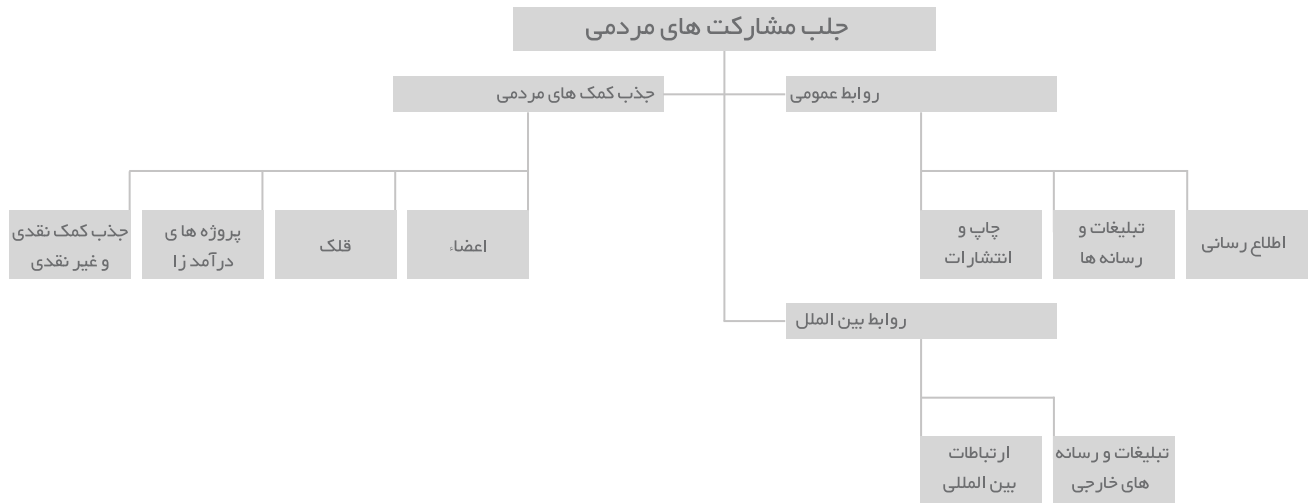 جلب مشارکت های مردمی
روابط عمومی
جذب کمک های مردمی
اطلاع رسانی
تبلیغات و
رسانه ها
چاپ و
انتشارات
اعضاء
قلک
پروژه ها ی
درآمد زا
جذب کمک نقدی
و غیر نقدی
روابط بین الملل
تبلیغات و رسانه
های خارجی
ارتباطات
بین المللی